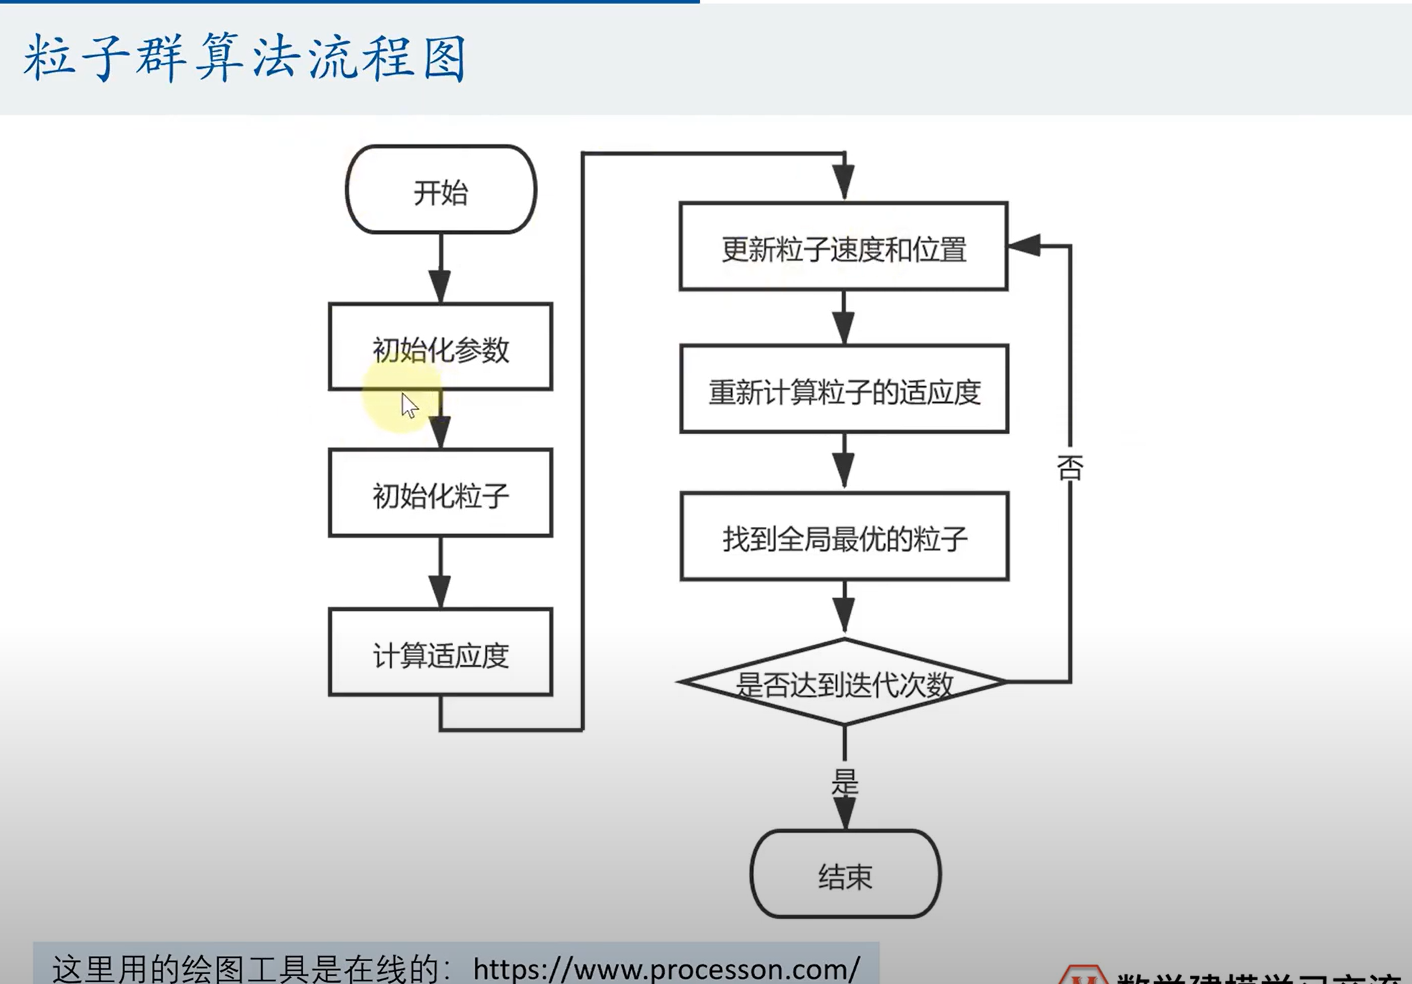 粒子群算法流程图
开始
初始化参数
初始化粒子
计算适应度
更新粒子速度和位置
重新计算粒子的适应度
找到全局最优的粒子
是否达到迭代次数
否
是
结束
这里用的绘图工具是在线的：https://www.processon.com/
数学建模学习交流